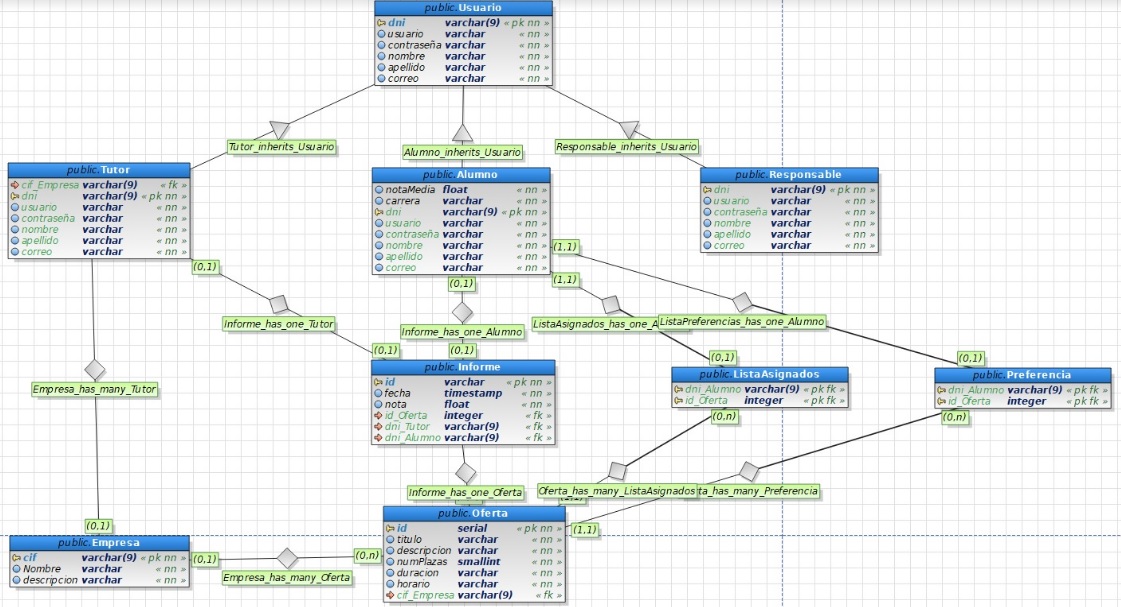 public.Usuario
dni varchar(9) « pk nn »
usuario varchar « nn »
contraseña varchar « nn »
nombre varchar « nn »
apellido varchar « nn »
correo varchar « nn »
Tutor_inherits_Usuario
Alumno_inherits_Usuario
Responsable_inherits_Usuario
public.Tutor
cif_Empresa varchar(9) « fk »
dni varchar(9) « pk nn »
usuario varchar « nn »
contraseña varchar « nn »
nombre varchar « nn »
apellido varchar « nn »
correo varchar « nn »
public.Alumno
notaMedia float « nn »
carrera varchar « nn »
dni varchar(9) « pk nn »
usuario varchar « nn »
contraseña varchar « nn »
nombre varchar « nn »
apellido varchar « nn »
correo varchar « nn »
public.Responsable
dni varchar(9) « pk nn »
usuario varchar « nn »
contraseña varchar « nn »
nombre varchar « nn »
apellido varchar « nn »
correo varchar « nn »
(1,1)
(0,1)
(0,1)
(1,1)
Informe_has_one_Tutor
Informe_has_one_Alumno
ListaAsignados_has_one_A
ListaPreferencias_has_one_Alumno
(0,1)
(0,1)
(0,1)
(0,1)
Empresa_has_many_Tutor
public.Informe
id varchar « pk nn »
fecha timestamp « nn »
nota float « nn »
id_Oferta integer « fk »
dni_Tutor varchar(9) « fk »
dni_Alumno varchar(9) « fk »
public.ListaAsignados
dni_Alumno varchar(9) « pk fk »
id_Oferta integer « pk fk »
public.Preferencia
dni_Alumno varchar(9) « pk fk »
id_Oferta integer « pk fk »
(0,n)
(0,n)
Informe_has_one_Oferta
Oferta_has_many_ListaAsignados
ta_has_many_Preferencia
(1,1)
(0,1)
public.Oferta
id serial « pk nn »
titulo varchar « nn »
descripcion varchar « nn »
numPlazas smallint « nn »
duracion varchar « nn »
horario varchar « nn »
cif_Empresa varchar(9) « fk »
public.Empresa
cif varchar(9) « pk nn »
Nombre varchar « nn »
descripcion varchar « nn »
(0,1)
(0,n)
Empresa_has_many_Oferta